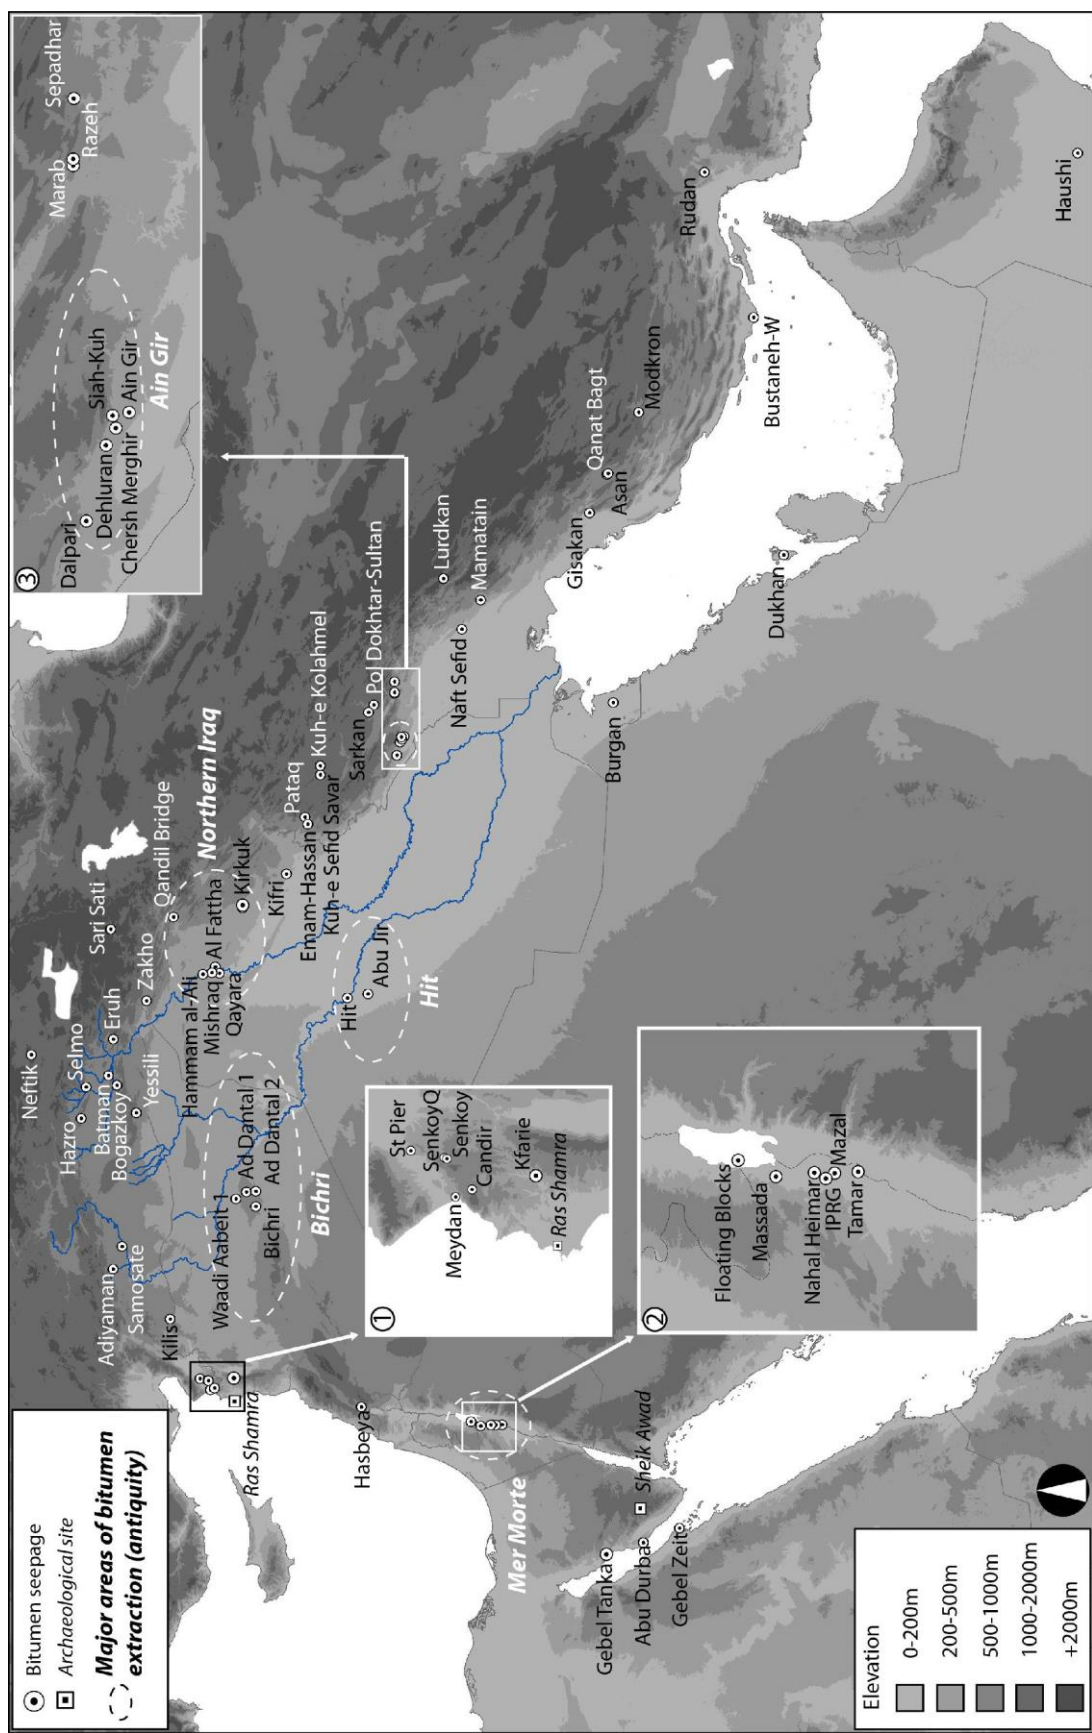 Bitumen seepage
Archaeological site
Major areas of bitumen
extraction (antiquity)
Adiyaman
Samosate
Kilis
Hazro
Selmo
Neftik
Batman
Bogazkoy
Eruh
Yessili
Zakho
Sari Sati
Qandil Bridge
Northern Iraq
Hammam al-Ali
Mishraq
Qayara
Al Fattha
Kirkuk
Waadi Aabeit 1
Ad Dantal 1
Ad Dantal 2
Bichri
Bichri
Ras Shamra
Kifri
Pataq
Emam-Hassan
Kuh-e Sefid Savar
Kuh-e Kolahmel
Sarkan
Pol Dokhtar-Sultan
Hit
Abu Jir
Hit
Hasbeya
Mer Morte
Lurdkan
Mamatain
Naft Sefid
Gisakan
Qanat Bagt
Asan
Modkron
Rudan
Bustaneh-W
Burgan
Dukhan
Haushi
Gebel Tanka
Abu Durba
Gebel Zeit
Sheik Awad
1
St Pier
SenkoyQ
Senkoy
Candir
Meydan
Kfarie
Ras Shamra
2
Floating Blocks
Massada
Nahal Heimar
IPRG
Mazal
Tamar
3
Dalpari
Dehluran
Chersh Merghir
Siah-Kuh
Ain Gir
Ain Gir
Marab
Razeh
Sepadhar
Elevation
0-200m
200-500m
500-1000m
1000-2000m
+2000m